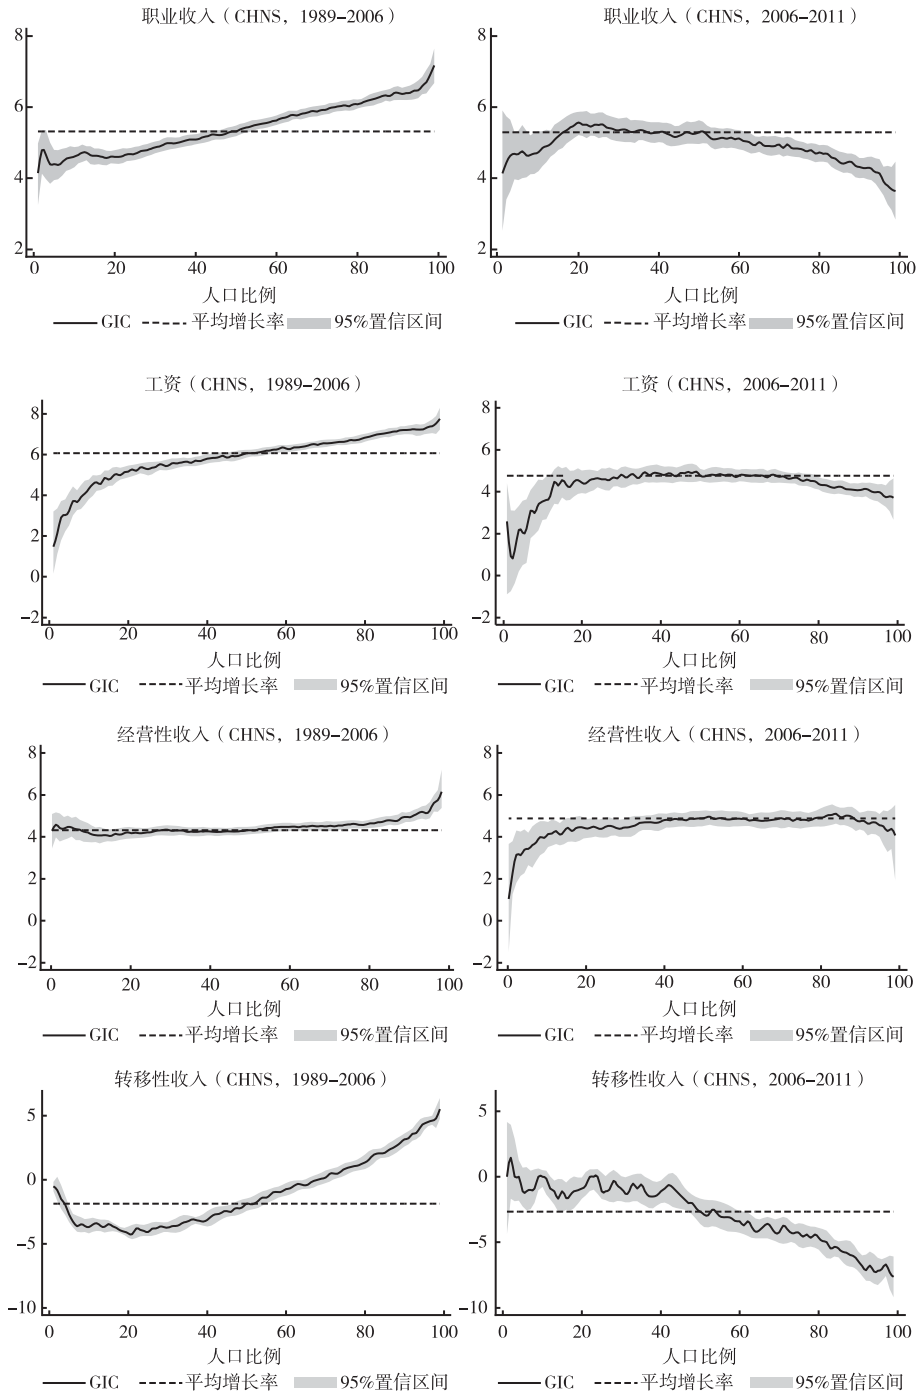 职业收入（CHNS，1989–2006）
8
6
4
2
0 20 40 60 80 100
人口比例
GIC 平均增长率 95%置信区间
职业收入（CHNS，2006–2011）
8
6
4
2
0 20 40 60 80 100
人口比例
GIC 平均增长率 95%置信区间
工资（CHNS，1989–2006）
8
6
4
2
0
–2
0 20 40 60 80 100
人口比例
GIC 平均增长率 95%置信区间
工资（CHNS，2006–2011）
8
6
4
2
0
–2
0 20 40 60 80 100
人口比例
GIC 平均增长率 95%置信区间
经营性收入（CHNS，1989–2006）
8
6
4
2
0
–2
0 20 40 60 80 100
人口比例
GIC 平均增长率 95%置信区间
经营性收入（CHNS，2006–2011）
8
6
4
2
0
–2
0 20 40 60 80 100
人口比例
GIC 平均增长率 95%置信区间
转移性收入（CHNS，1989–2006）
5
0
–5
–10
0 20 40 60 80 100
人口比例
GIC 平均增长率 95%置信区间
转移性收入（CHNS，2006–2011）
5
0
–5
–10
0 20 40 60 80 100
人口比例
GIC 平均增长率 95%置信区间